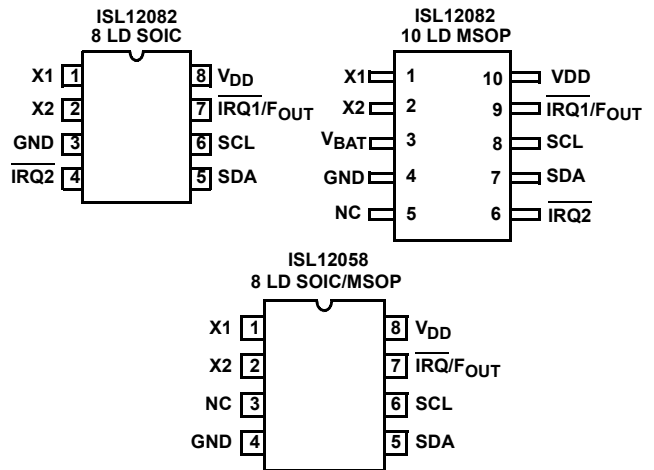 ISL12082
8 LD SOIC
X1 1 8 VDD
X2 2 7 IRQ1/FOUT
GND 3 6 SCL
IRQ2 4 5 SDA
ISL12082
10 LD MSOP
X1 1 10 VDD
X2 2 9 IRQ1/FOUT
VBAT 3 8 SCL
GND 4 7 SDA
NC 5 6 IRQ2
ISL12058
8 LD SOIC/MSOP
X1 1 8 VDD
X2 2 7 IRQ/FOUT
NC 3 6 SCL
GND 4 5 SDA